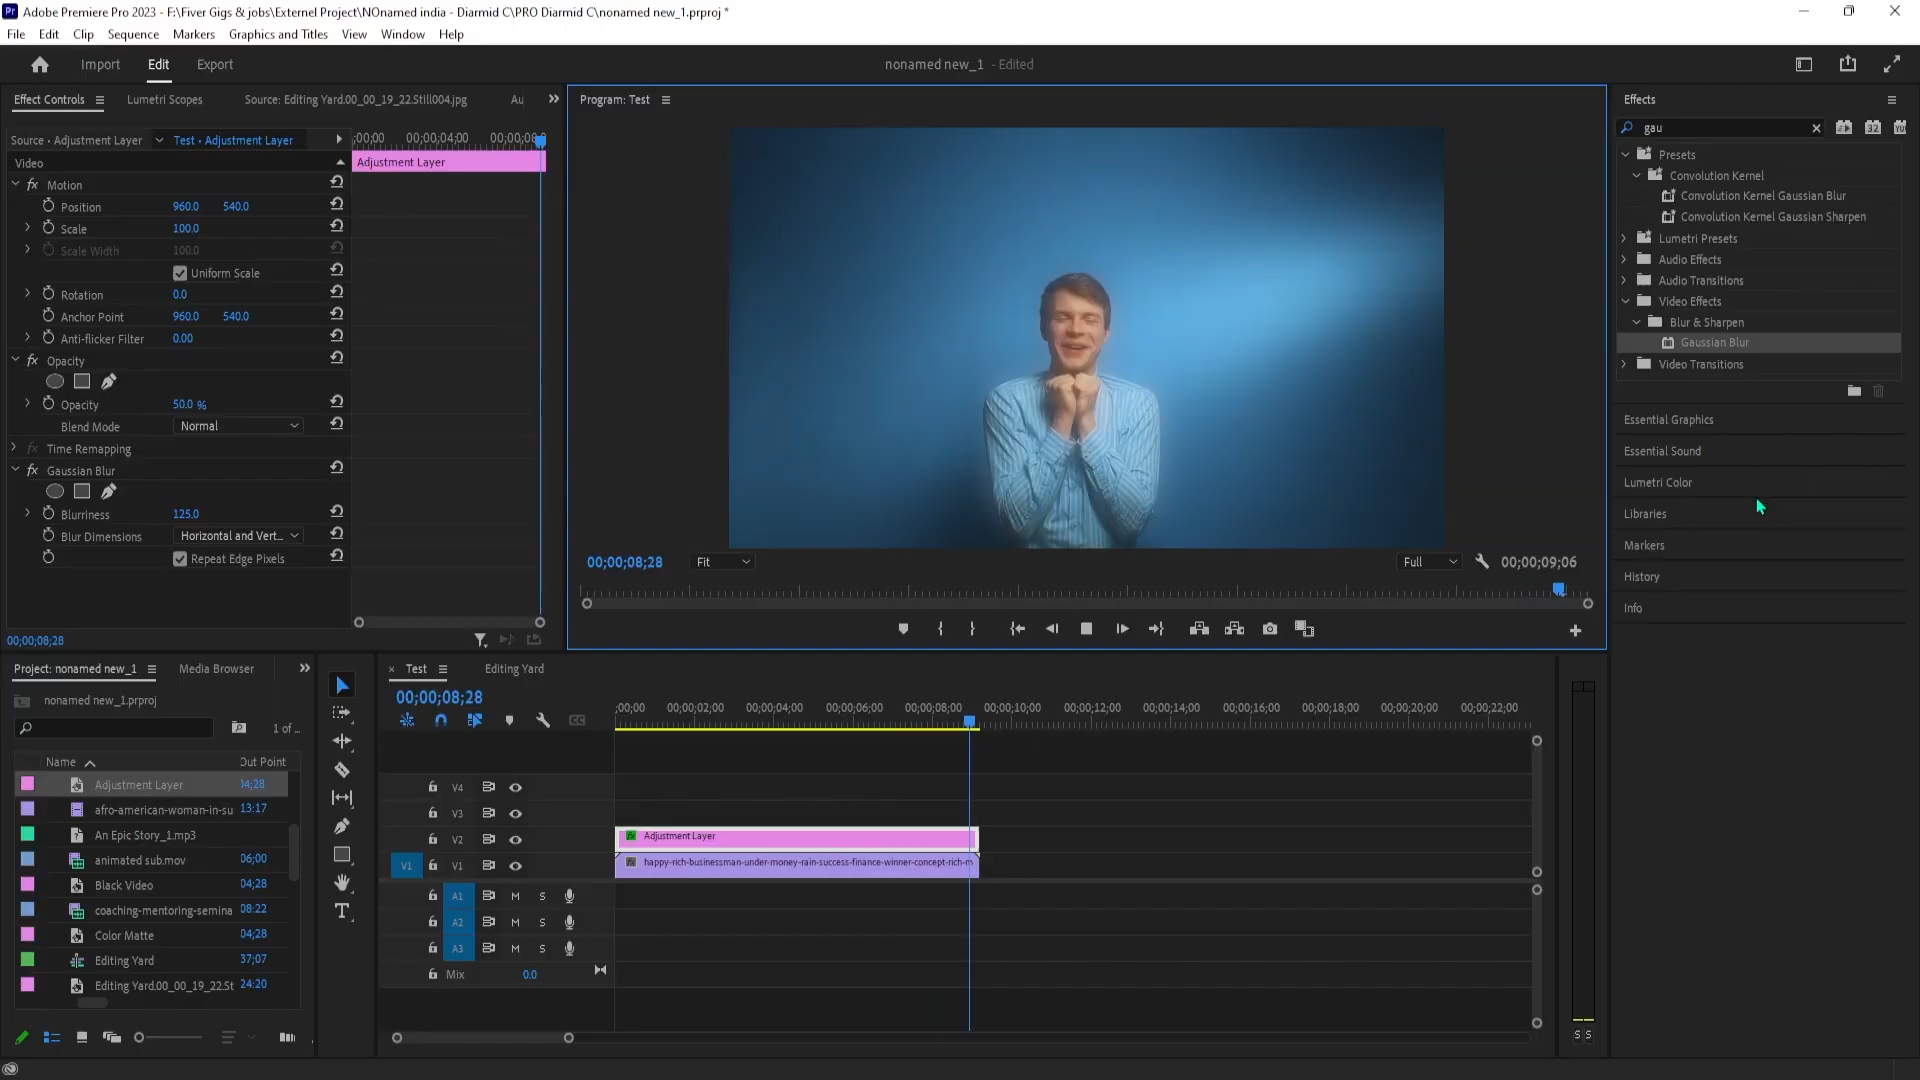 Adobe Premiere Pro 2023 - F:\Fiver Gigs & jobs\Externel Project\NOnamed india - Diarmid C\PRO Diarmid C\nonamed new_1.prproj *
File Edit Clip Sequence Markers Graphics and Titles View Window Help
Import Edit Export
nonamed new_1 - Edited
Effect Controls
Lumetri Scopes
Source: Editing Yard.00_00_19_22.Still004.jpg
Au
Source • Adjustment Layer
Test • Adjustment Layer
;00;00 00;00;04;00 00;00;08;0
Video
Adjustment Layer
Motion
Position 960.0 540.0
Scale 100.0
Scale Width 100.0
Uniform Scale
Rotation 0.0
Anchor Point 960.0 540.0
Anti-flicker Filter 0.00
Opacity
Opacity 50.0 %
Blend Mode Normal
Time Remapping
Gaussian Blur
Blurriness 125.0
Blur Dimensions Horizontal and Vert...
Repeat Edge Pixels
00;00;08;28
Program: Test
00;00;08;28
Fit
Full
00;00;09;06
Effects
gau
Presets
Convolution Kernel
Convolution Kernel Gaussian Blur
Convolution Kernel Gaussian Sharpen
Lumetri Presets
Audio Effects
Audio Transitions
Video Effects
Blur & Sharpen
Gaussian Blur
Video Transitions
Essential Graphics
Essential Sound
Lumetri Color
Libraries
Markers
History
Info
Project: nonamed new_1
Media Browser
nonamed new_1.prproj
1 of ...
Name Out Point
Adjustment Layer 04;28
afro-american-woman-in-su 13:17
An Epic Story_1.mp3
animated sub.mov 06;00
Black Video 04;28
coaching-mentoring-semina 08:22
Color Matte 04;28
Editing Yard 37;07
Editing Yard.00_00_19_22.St 24:20
Test
Editing Yard
00;00;08;28
;00;00 00;00;02;00 00;00;04;00 00;00;06;00 00;00;08;00 00;00;10;00 00;00;12;00 00;00;14;00 00;00;16;00 00;00;18;00 00;00;20;00 00;00;22;00
V4
V3
V2
Adjustment Layer
V1 V1
happy-rich-businessman-under-money-rain-success-finance-winner-concept-rich-m
A1 M S
A2 M S
A3 M S
Mix 0.0
S S